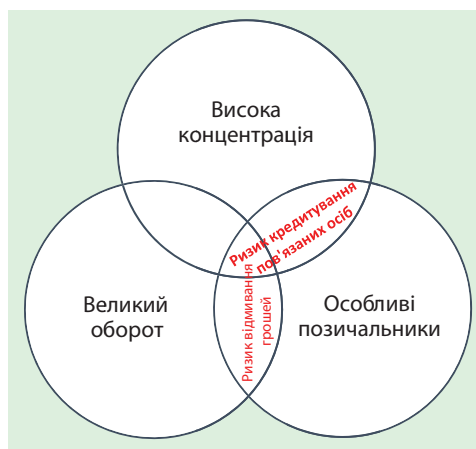 Висока
концентрація
Ризик кредитування
пов'язаних осіб
Великий
оборот
Ризик відмивання
грошей
Особливі
позичальники